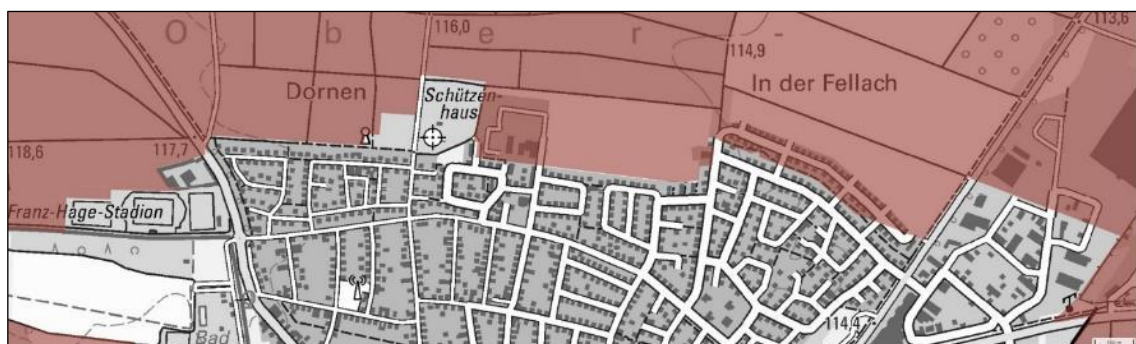 116,0
113,6
O b e r -
114,9
In der Fellach
Dornen
Schützen-
haus
118,6
117,7
Franz-Hage-Stadion
114,4
Bad